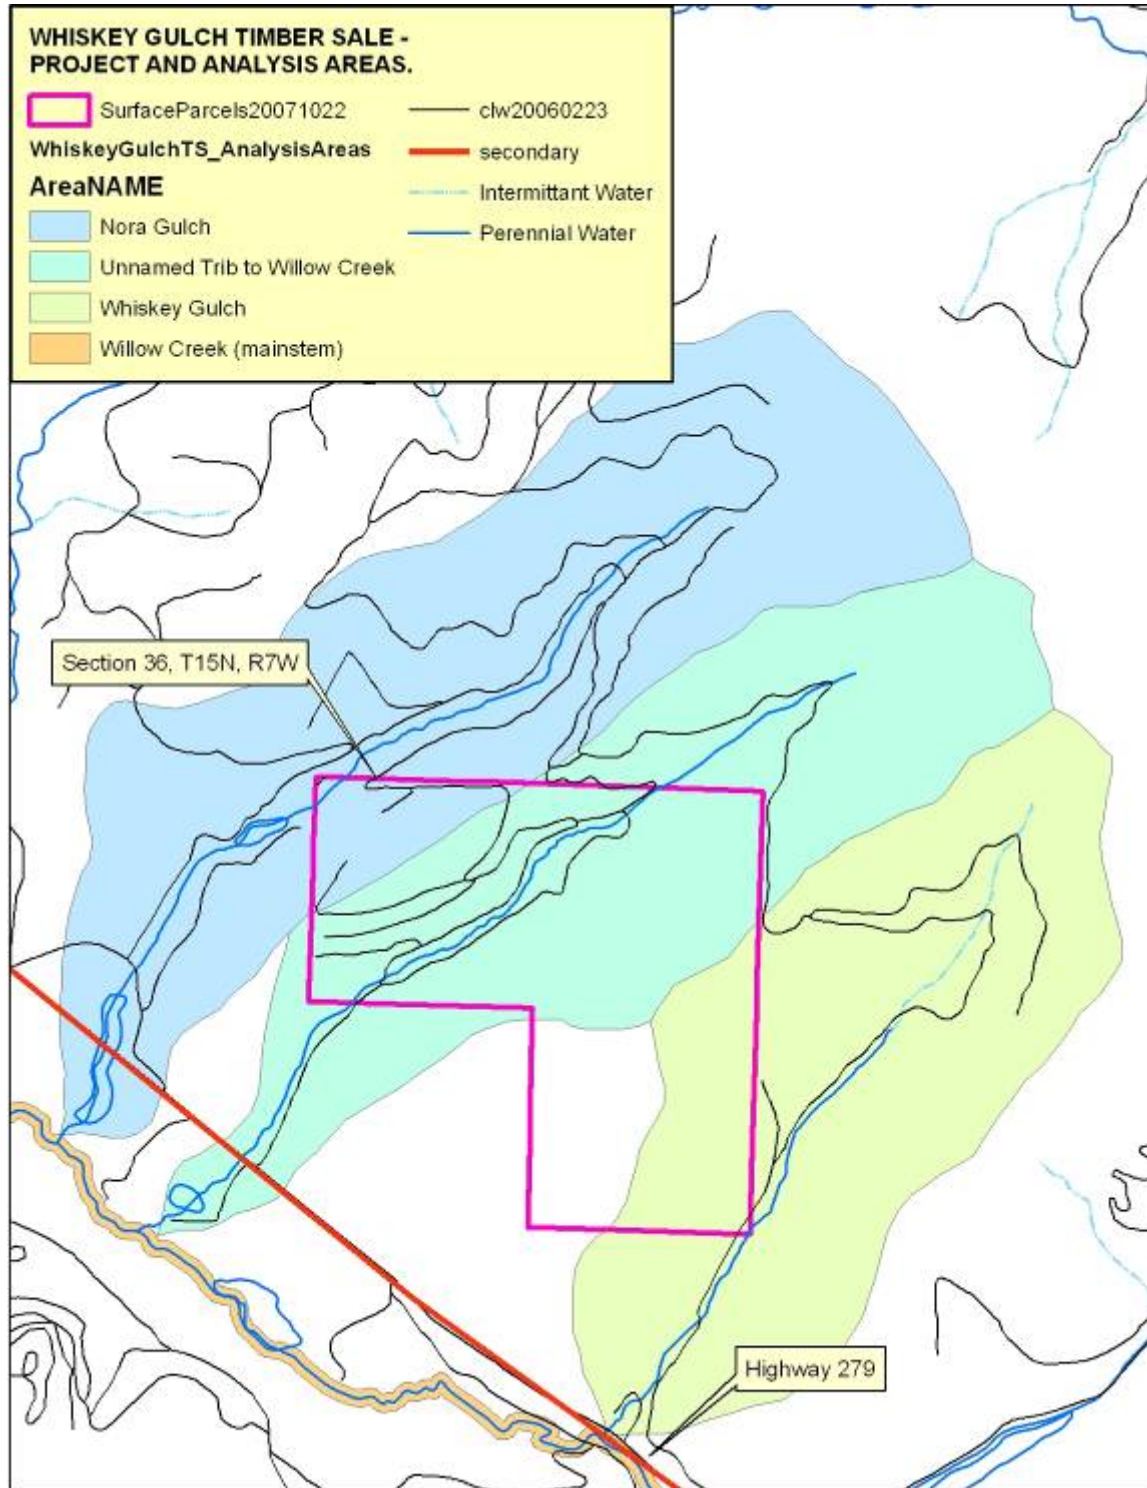 WHISKEY GULCH TIMBER SALE -
PROJECT AND ANALYSIS AREAS.
SurfaceParcels20071022
WhiskeyGulchTS_AnalysisAreas
AreaNAME
Nora Gulch
Unnamed Trib to Willow Creek
Whiskey Gulch
Willow Creek (mainstem)
clw20060223
secondary
Intermittant Water
Perennial Water
Section 36, T15N, R7W
Highway 279